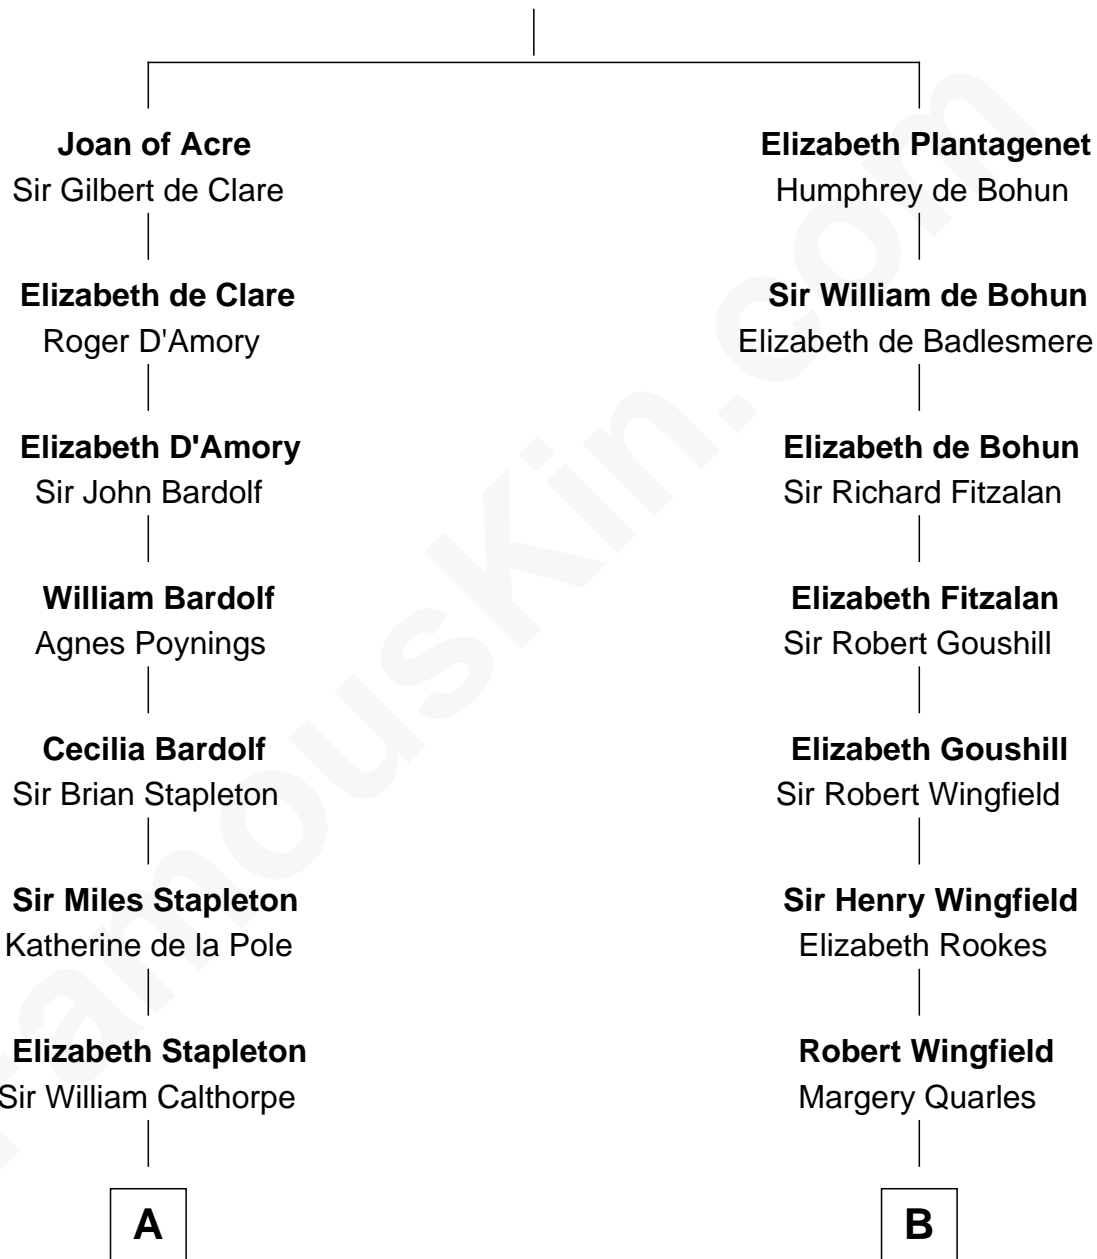 Joan of Acre
Sir Gilbert de Clare
Elizabeth de Clare
Roger D'Amory
Elizabeth D'Amory
Sir John Bardolf
William Bardolf
Agnes Poynings
Cecilia Bardolf
Sir Brian Stapleton
Sir Miles Stapleton
Katherine de la Pole
Elizabeth Stapleton
Sir William Calthorpe
A
Elizabeth Plantagenet
Humphrey de Bohun
Sir William de Bohun
Elizabeth de Badlesmere
Elizabeth de Bohun
Sir Richard Fitzalan
Elizabeth Fitzalan
Sir Robert Goushill
Elizabeth Goushill
Sir Robert Wingfield
Sir Henry Wingfield
Elizabeth Rookes
Robert Wingfield
Margery Quarles
B
famouskin.com